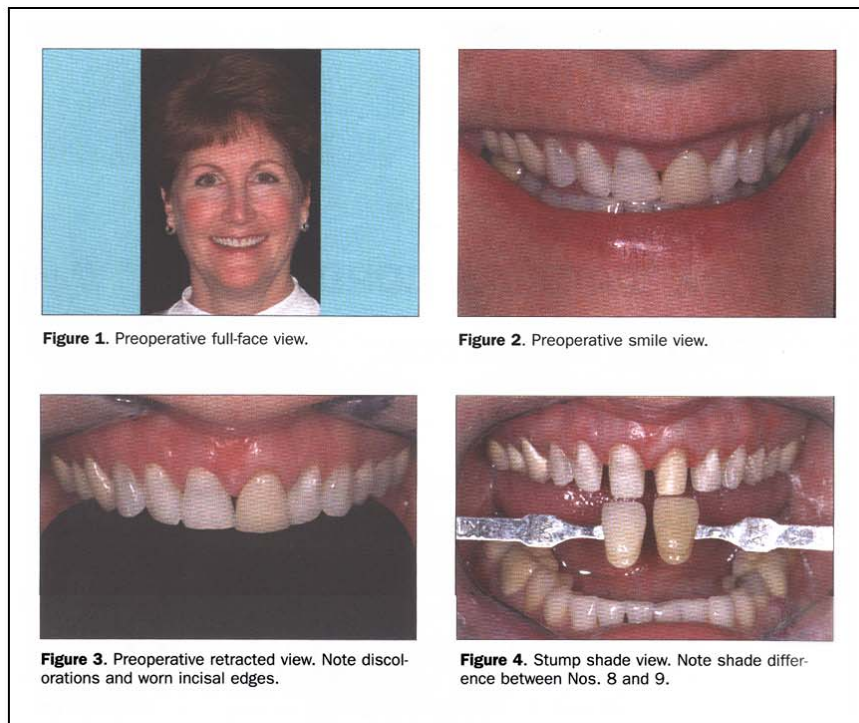 Figure 1. Preoperative full-face view.
Figure 2. Preoperative smile view.
Figure 3. Preoperative retracted view. Note discol-
orations and worn incisal edges.
Figure 4. Stump shade view. Note shade differ-
ence between Nos. 8 and 9.